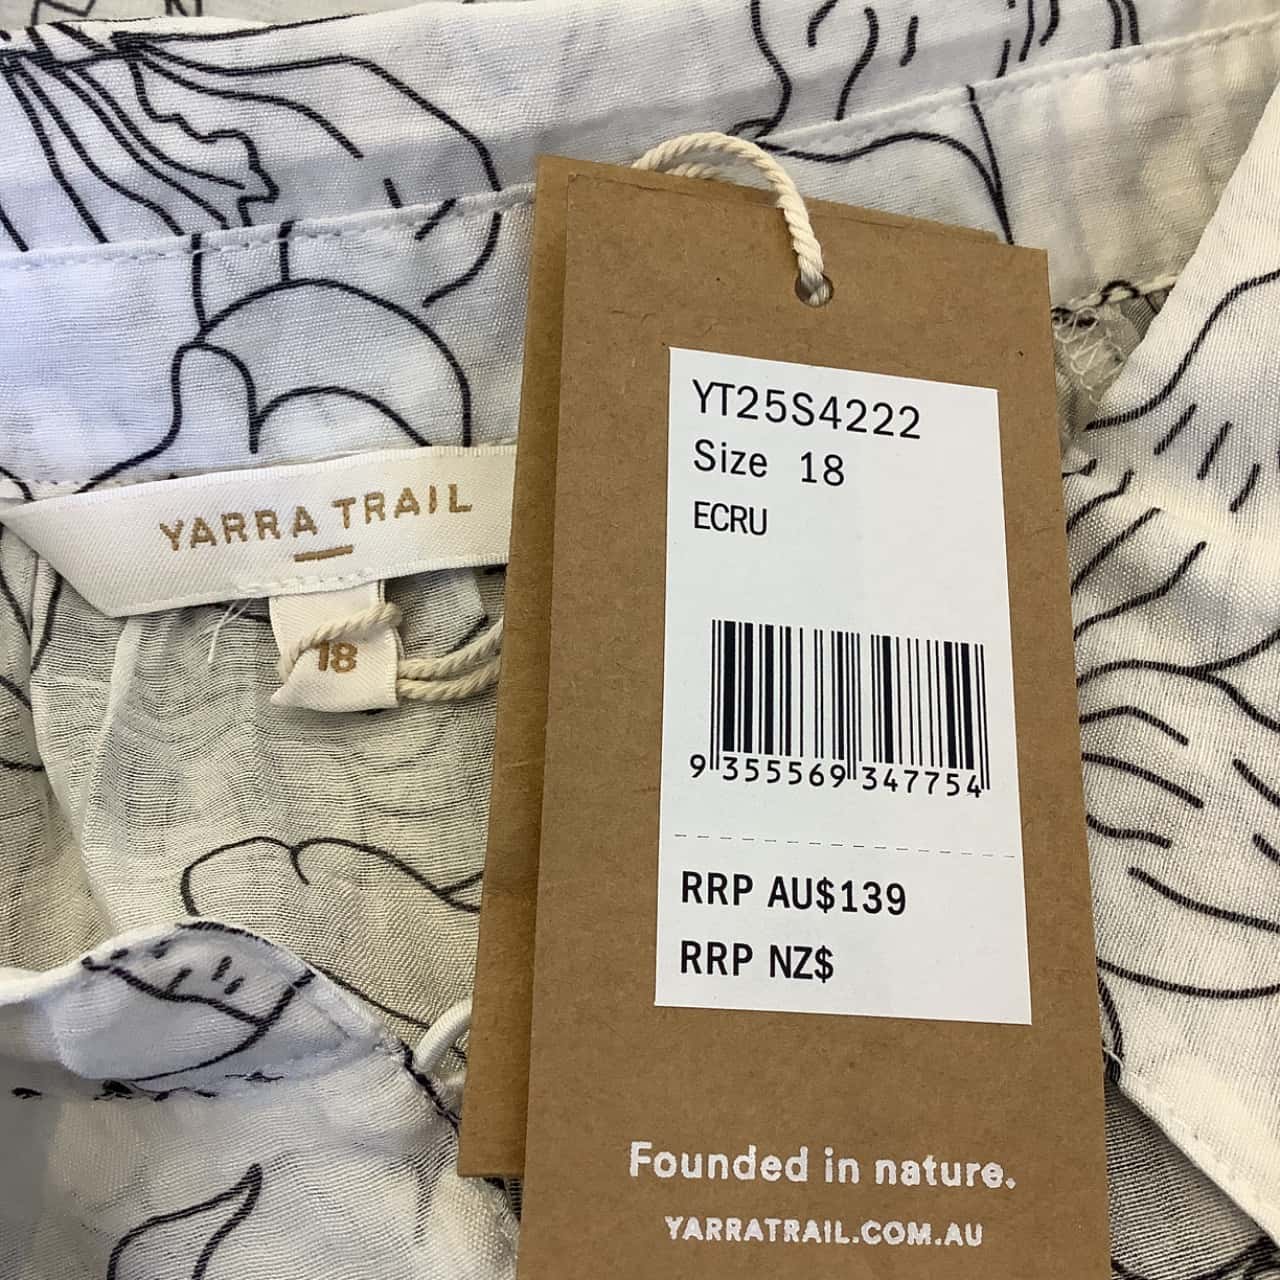 YARRA TRAIL
18
YT25S4222
Size 18
ECRU
9 355569 347754
RRP AU$139
RRP NZ$
Founded in nature.
YARRATRAIL.COM.AU